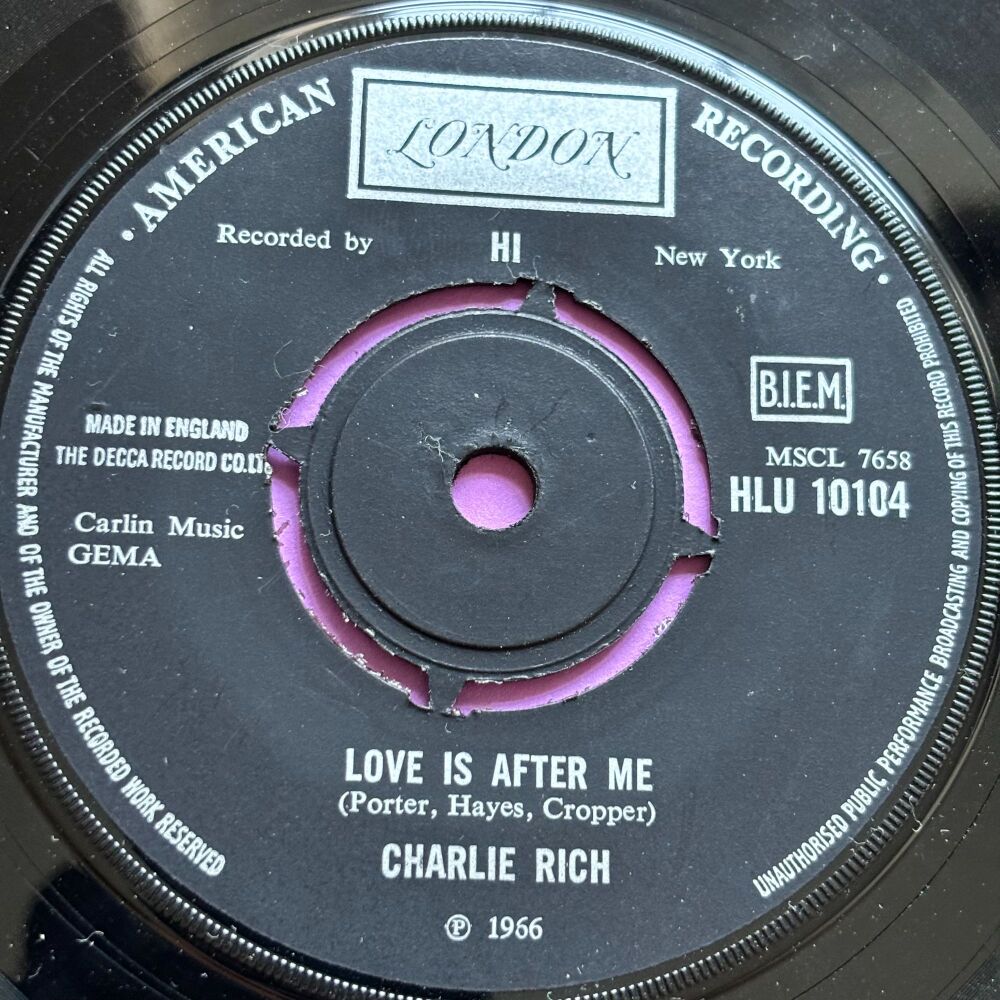 · AMERICAN RECORDING ·
LONDON
Recorded by HI New York
B.I.E.M.
MADE IN ENGLAND
THE DECCA RECORD CO.LTD
MSCL 7658
HLU 10104
Carlin Music
GEMA
LOVE IS AFTER ME
(Porter, Hayes, Cropper)
CHARLIE RICH
℗ 1966
ALL RIGHTS OF THE MANUFACTURER AND OF THE OWNER OF THE RECORDED WORK RESERVED
UNAUTHORISED PUBLIC PERFORMANCE BROADCASTING AND COPYING OF THIS RECORD PROHIBITED